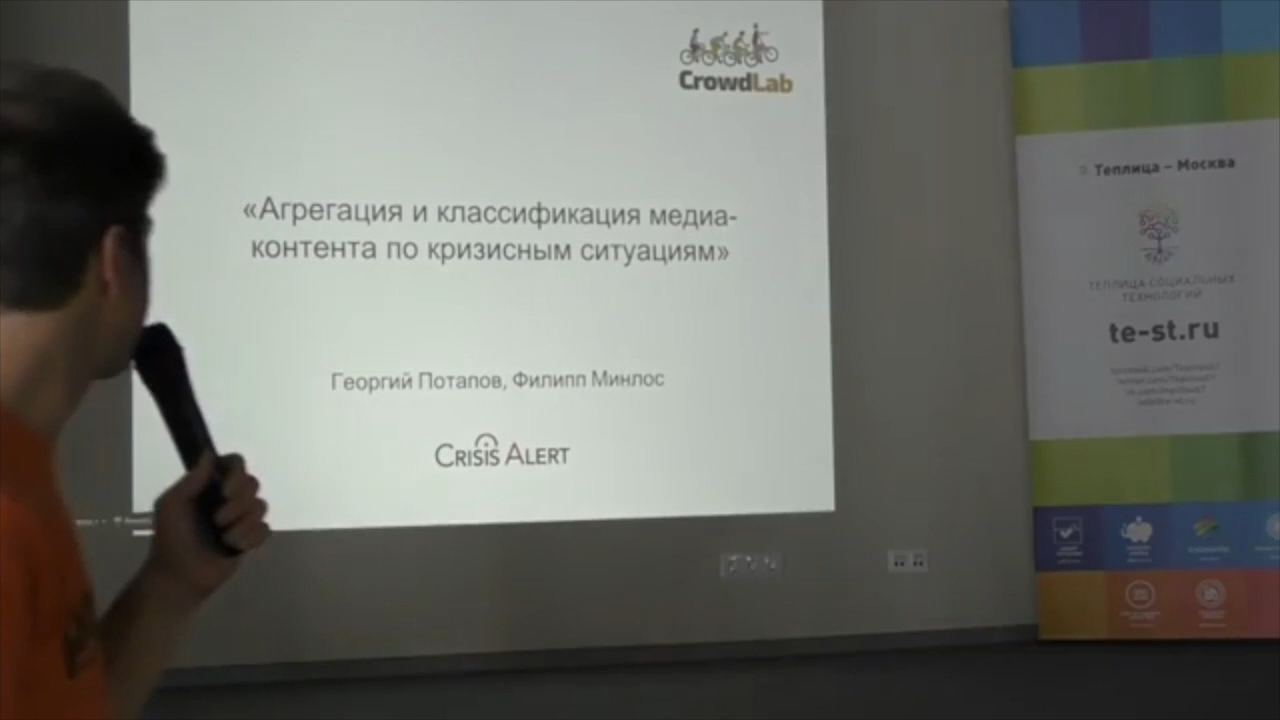 CrowdLab
«Агрегация и классификация медиа-
контента по кризисным ситуациям»
Георгий Потапов, Филипп Минлос
CRISIS ALERT
Теплица – Москва
ТЕПЛИЦА СОЦИАЛЬНЫХ
ТЕХНОЛОГИЙ
te-st.ru